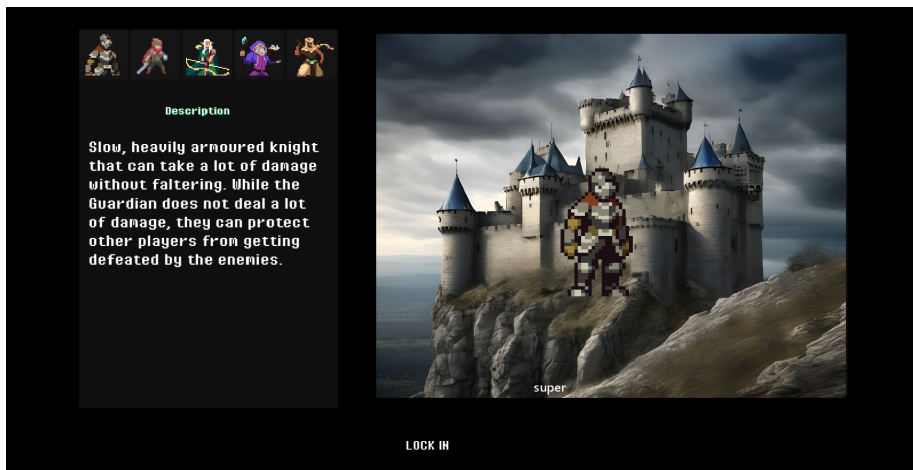 Description
Slow, heavily armoured knight
that can take a lot of damage
without faltering. While the
Guardian does not deal a lot
of damage, they can protect
other players from getting
defeated by the enemies.
super
LOCK IN